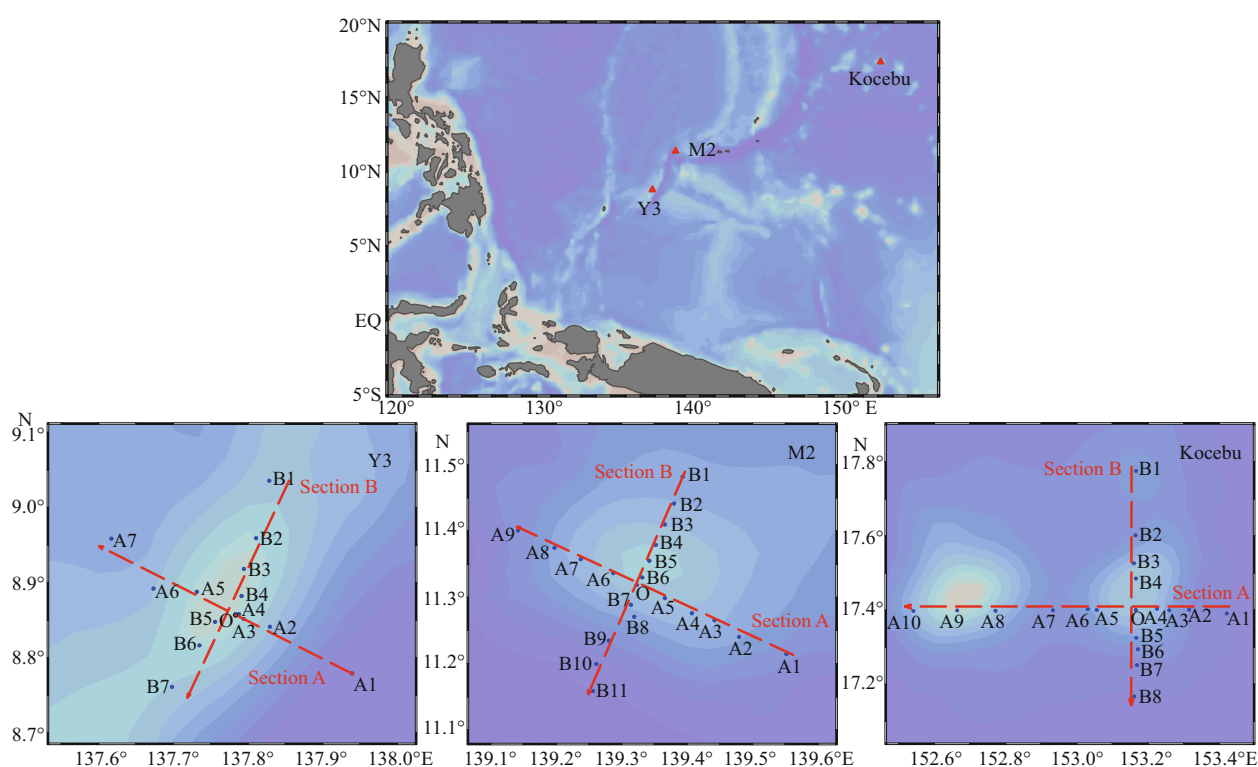 20°N
15°N
10°N
5°N
EQ
5°S
120°
130°
140°
150° E
Kocebu
M2
Y3
N
9.1°
9.0°
8.9°
8.8°
8.7°
137.6°
137.7°
137.8°
138.0°E
Y3
B1
Section B
B2
A7
B3
A6
A5
B4
B5
O
A4
A3
A2
B6
Section A
B7
A1
N
11.5°
11.4°
11.3°
11.2°
11.1°
139.1°
139.2°
139.3°
139.4°
139.5°
139.6°E
M2
Section B
B1
B2
B3
A9
B4
A8
B5
A7
A6
B6
O
B7
A5
B8
A4
A3
Section A
B9
A2
B10
A1
B11
N
17.8°
17.6°
17.4°
17.2°
152.6°
152.8°
153.0°
153.2°
153.4°E
Kocebu
Section B
B1
B2
B3
B4
Section A
A10
A9
A8
A7
A6
A5
O
A4
A3
A2
A1
B5
B6
B7
B8